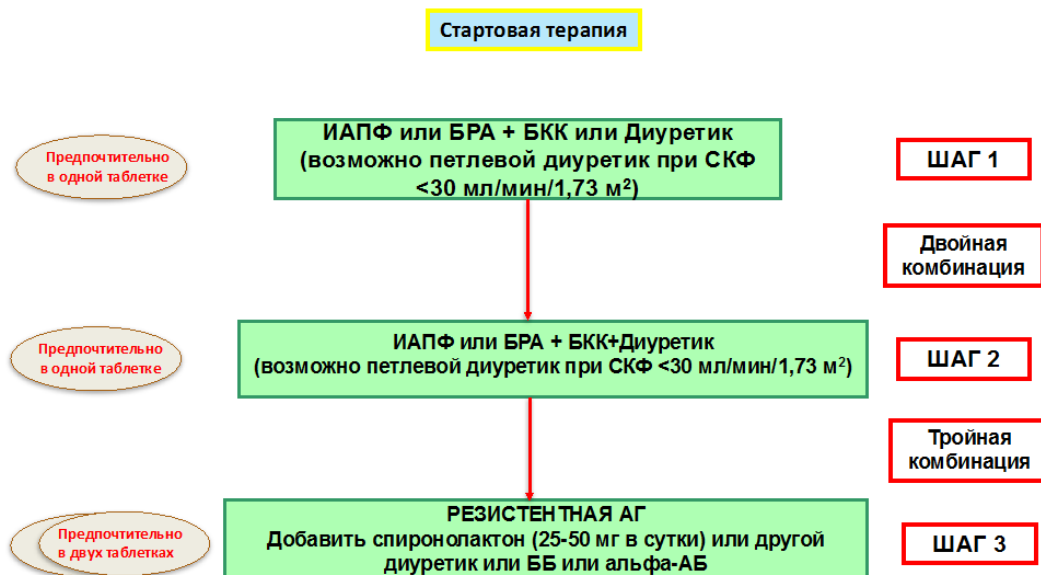 Стартовая терапия
Предпочтительно
в одной таблетке
ИАПФ или БРА + БКК или Диуретик
(возможно петлевой диуретик при СКФ
<30 мл/мин/1,73 м²)
ШАГ 1
Двойная
комбинация
Предпочтительно
в одной таблетке
ИАПФ или БРА + БКК+Диуретик
(возможно петлевой диуретик при СКФ <30 мл/мин/1,73 м²)
ШАГ 2
Тройная
комбинация
Предпочтительно
в двух таблетках
РЕЗИСТЕНТНАЯ АГ
Добавить спиронолактон (25-50 мг в сутки) или другой
диуретик или ББ или альфа-АБ
ШАГ 3